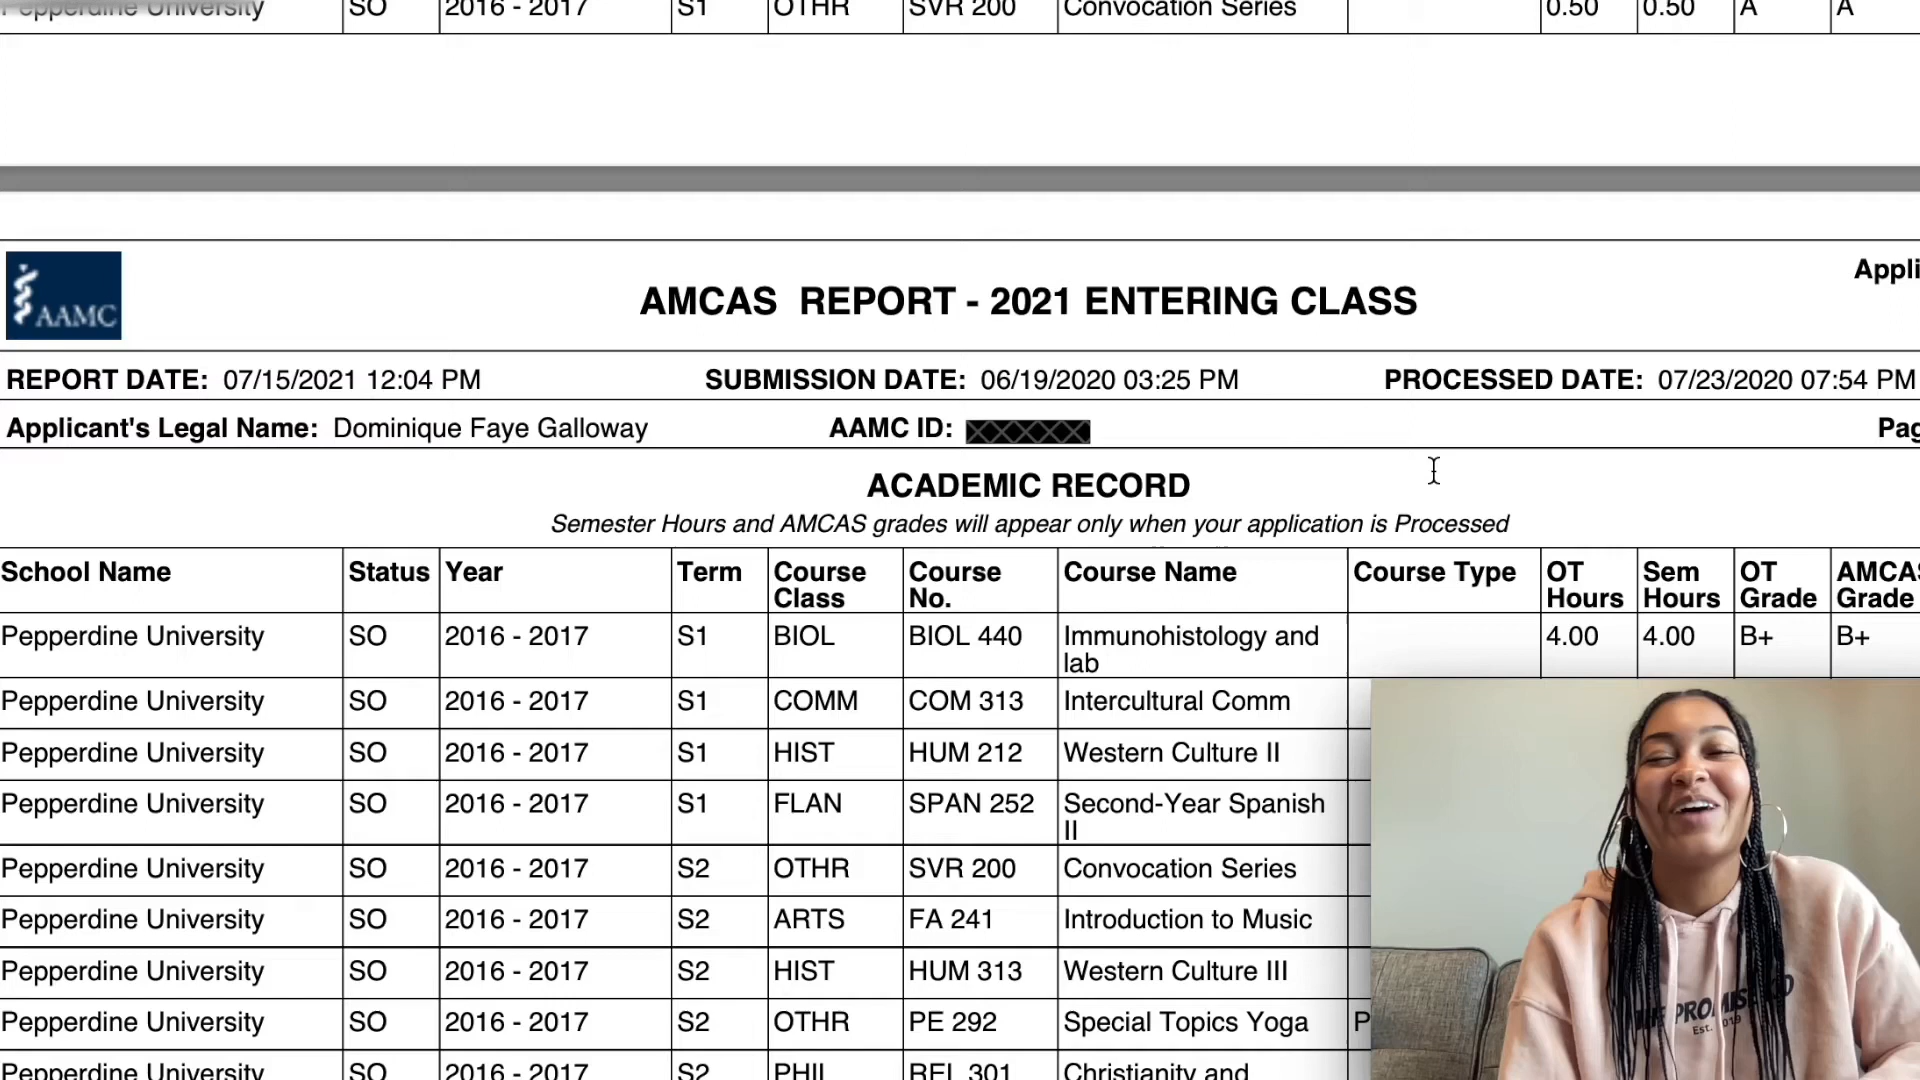 Pepperdine University SO 2016 - 2017 S1 OTHR SVR 200 Convocation Series 0.50 0.50 A A
AAMC
AMCAS REPORT - 2021 ENTERING CLASS
Appli
REPORT DATE: 07/15/2021 12:04 PM SUBMISSION DATE: 06/19/2020 03:25 PM PROCESSED DATE: 07/23/2020 07:54 PM
Applicant's Legal Name: Dominique Faye Galloway AAMC ID: Pag
ACADEMIC RECORD
Semester Hours and AMCAS grades will appear only when your application is Processed
School Name Status Year Term Course Class Course No. Course Name Course Type OT Hours Sem Hours OT Grade AMCAS Grade
Pepperdine University SO 2016 - 2017 S1 BIOL BIOL 440 Immunohistology and lab 4.00 4.00 B+ B+
Pepperdine University SO 2016 - 2017 S1 COMM COM 313 Intercultural Comm
Pepperdine University SO 2016 - 2017 S1 HIST HUM 212 Western Culture II
Pepperdine University SO 2016 - 2017 S1 FLAN SPAN 252 Second-Year Spanish II
Pepperdine University SO 2016 - 2017 S2 OTHR SVR 200 Convocation Series
Pepperdine University SO 2016 - 2017 S2 ARTS FA 241 Introduction to Music
Pepperdine University SO 2016 - 2017 S2 HIST HUM 313 Western Culture III
Pepperdine University SO 2016 - 2017 S2 OTHR PE 292 Special Topics Yoga P
Pepperdine University SO 2016 - 2017 S2 PHIL REL 301 Christianity and
Est. 2019